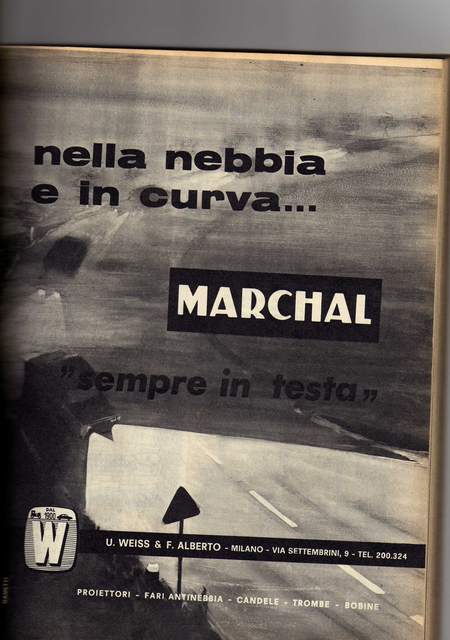 nella nebbia
e in curva...
MARCHAL
"sempre in testa„
DAL
1900
W
U. WEISS & F. ALBERTO - MILANO - VIA SETTEMBRINI, 9 - TEL. 200.324
PROIETTORI - FARI ANTINEBBIA - CANDELE - TROMBE - BOBINE